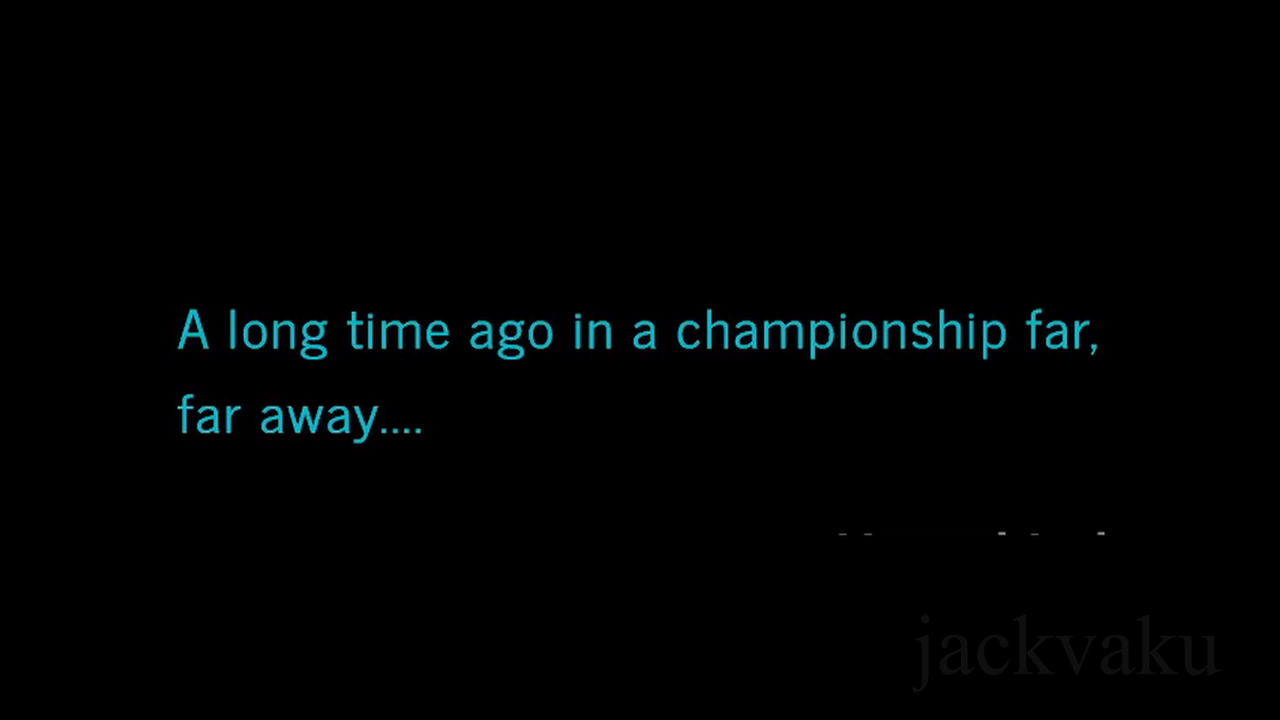 A long time ago in a championship far,
far away....
jackvaku